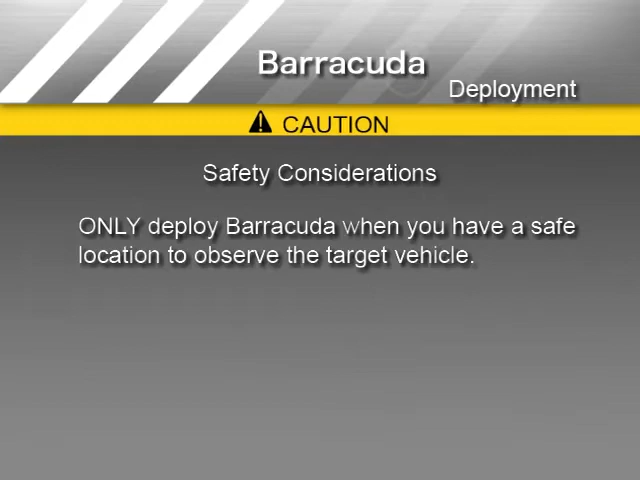 Barracuda
Deployment
CAUTION
Safety Considerations
ONLY deploy Barracuda when you have a safe
location to observe the target vehicle.